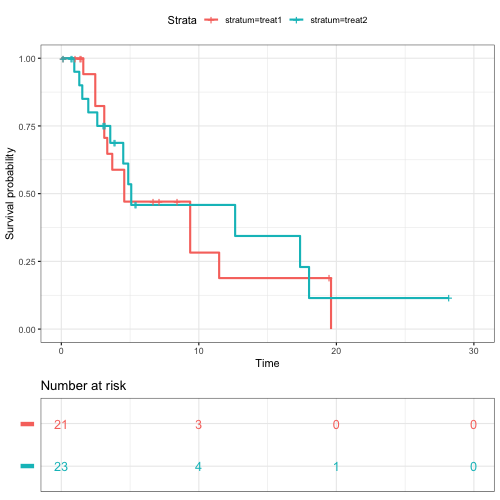 Strata stratum=treat1 stratum=treat2
Survival probability
1.00
0.75
0.50
0.25
0.00
0 10 20 30
Time
Number at risk
21 3 0 0
23 4 1 0